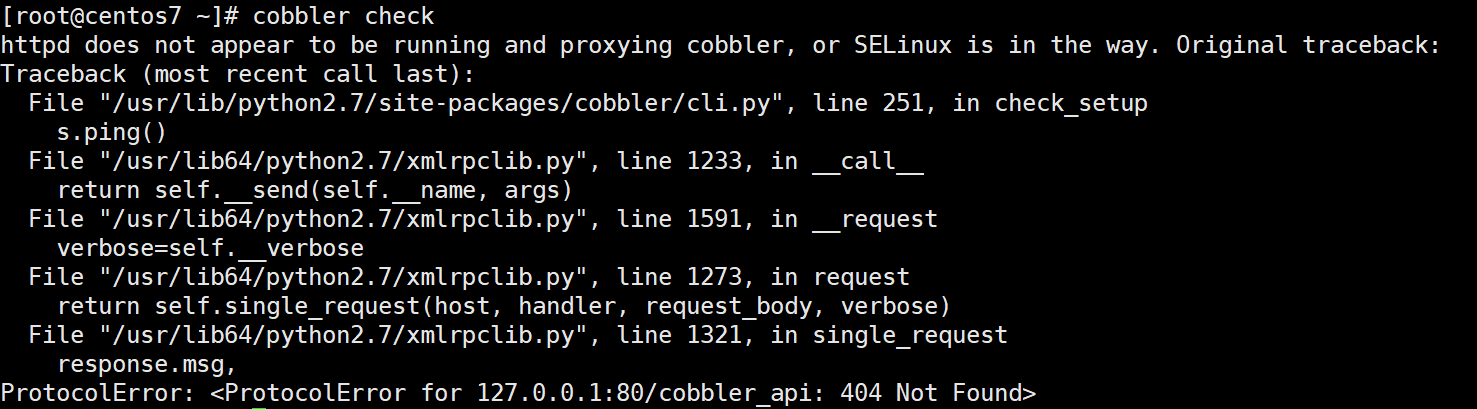 [root@centos7 ~]# cobbler check
httpd does not appear to be running and proxying cobbler, or SELinux is in the way. Original traceback:
Traceback (most recent call last):
  File "/usr/lib/python2.7/site-packages/cobbler/cli.py", line 251, in check_setup
    s.ping()
  File "/usr/lib64/python2.7/xmlrpclib.py", line 1233, in __call__
    return self.__send(self.__name, args)
  File "/usr/lib64/python2.7/xmlrpclib.py", line 1591, in __request
    verbose=self.__verbose
  File "/usr/lib64/python2.7/xmlrpclib.py", line 1273, in request
    return self.single_request(host, handler, request_body, verbose)
  File "/usr/lib64/python2.7/xmlrpclib.py", line 1321, in single_request
    response.msg,
ProtocolError: <ProtocolError for 127.0.0.1:80/cobbler_api: 404 Not Found>